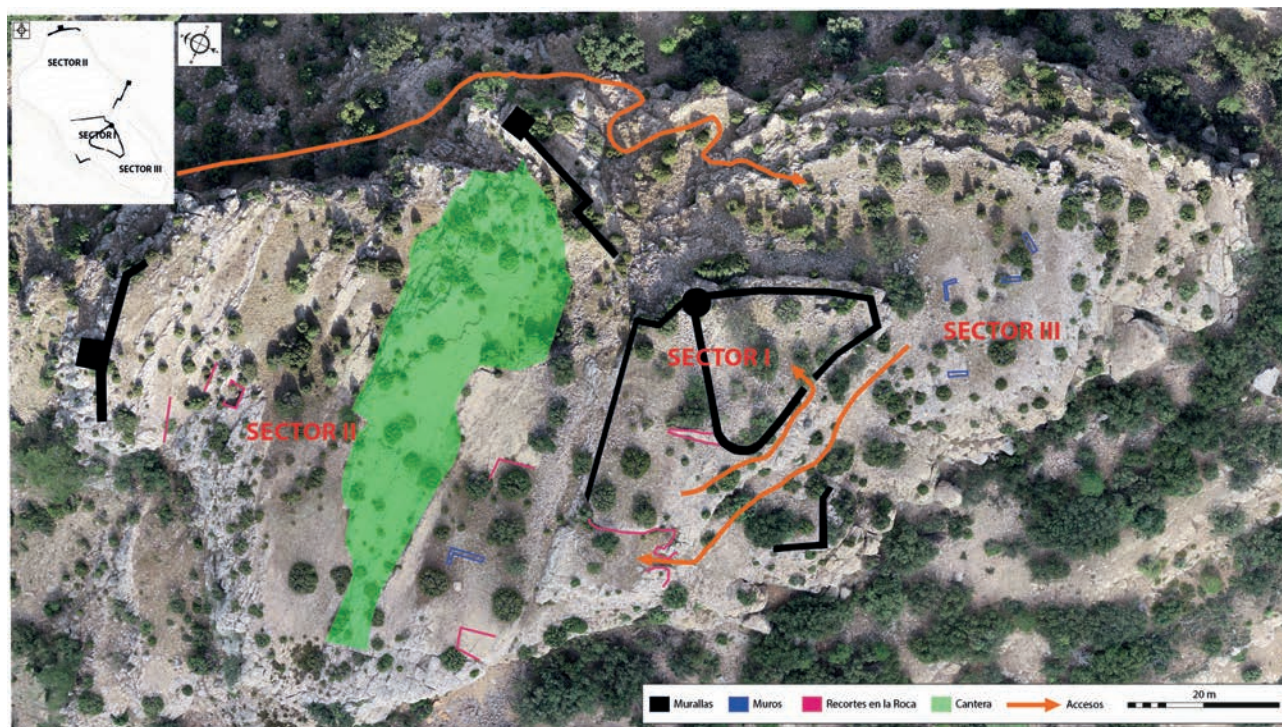 SECTOR II
SECTOR I
SECTOR III
SECTOR I
SECTOR III
SECTOR II
Murallas
Muros
Recortes en la Roca
Cantera
Accesos
20 m